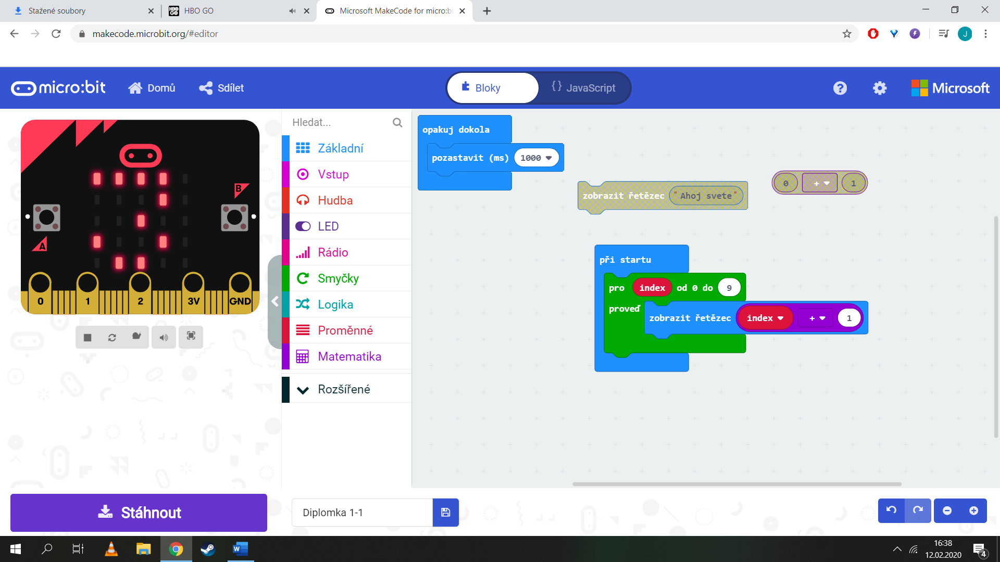 Stažené soubory
HBO GO
HBO GO
Microsoft MakeCode for micro:bi
makecode.microbit.org/#editor
J
micro:bit
Domů
Sdílet
Bloky
{} JavaScript
?
Microsoft
B
A
0 1 2 3V GND
Hledat...
Základní
Vstup
Hudba
LED
Rádio
Smyčky
Logika
Proměnné
Matematika
Rozšířené
opakuj dokola
pozastavit (ms) 1000
zobrazit řetězec "Ahoj svete"
0 + 1
při startu
pro index od 0 do 9
proveď
zobrazit řetězec index + 1
Stáhnout
Diplomka 1-1
W
16:38
12.02.2020
4